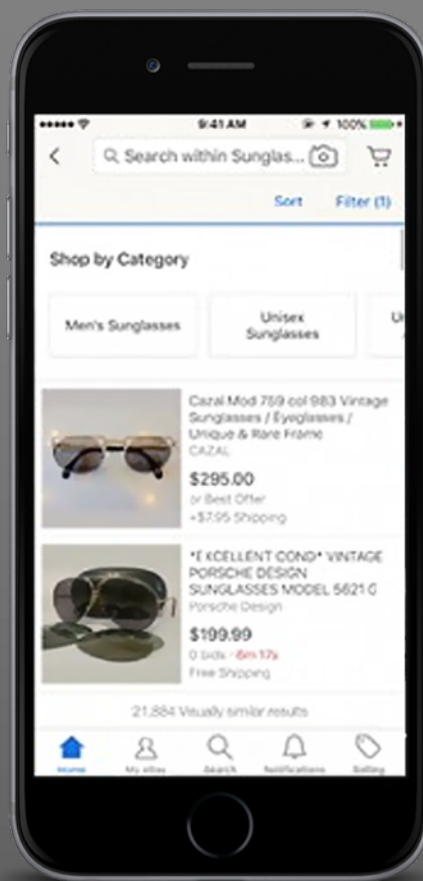 9:41 AM
100%
Search within Sunglas...
Sort
Filter (1)
Shop by Category
Men's Sunglasses
Unisex
Sunglasses
Cazal Mod 759 col 983 Vintage
Sunglasses / Eyeglasses /
Unique & Rare Frame
CAZAL
$295.00
or Best Offer
+$7.95 Shipping
*EXCELLENT COND* VINTAGE
PORSCHE DESIGN
SUNGLASSES MODEL 5621 G
Porsche Design
$199.99
0 bids - 6m 17s
Free Shipping
21,884 Visually similar results
Home
My eBay
Search
Notifications
Selling